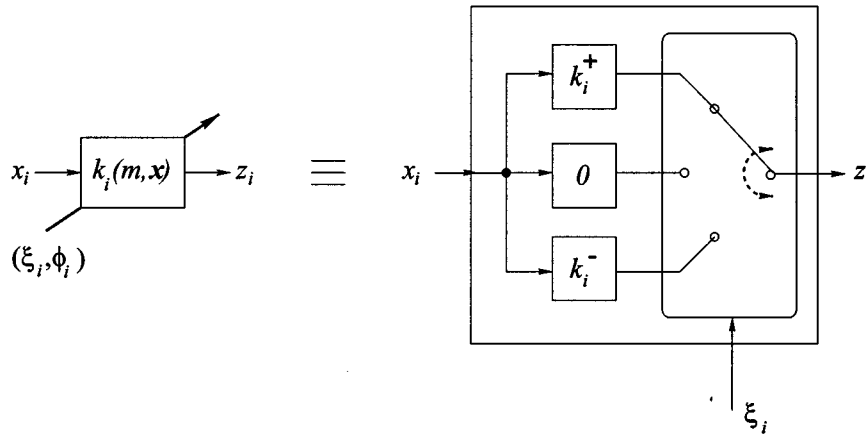 k_i^+
x_i
k_i(m,x)
z_i
≡
x_i
0
z
(ξ_i,ϕ_i)
k_i^-
ξ_i